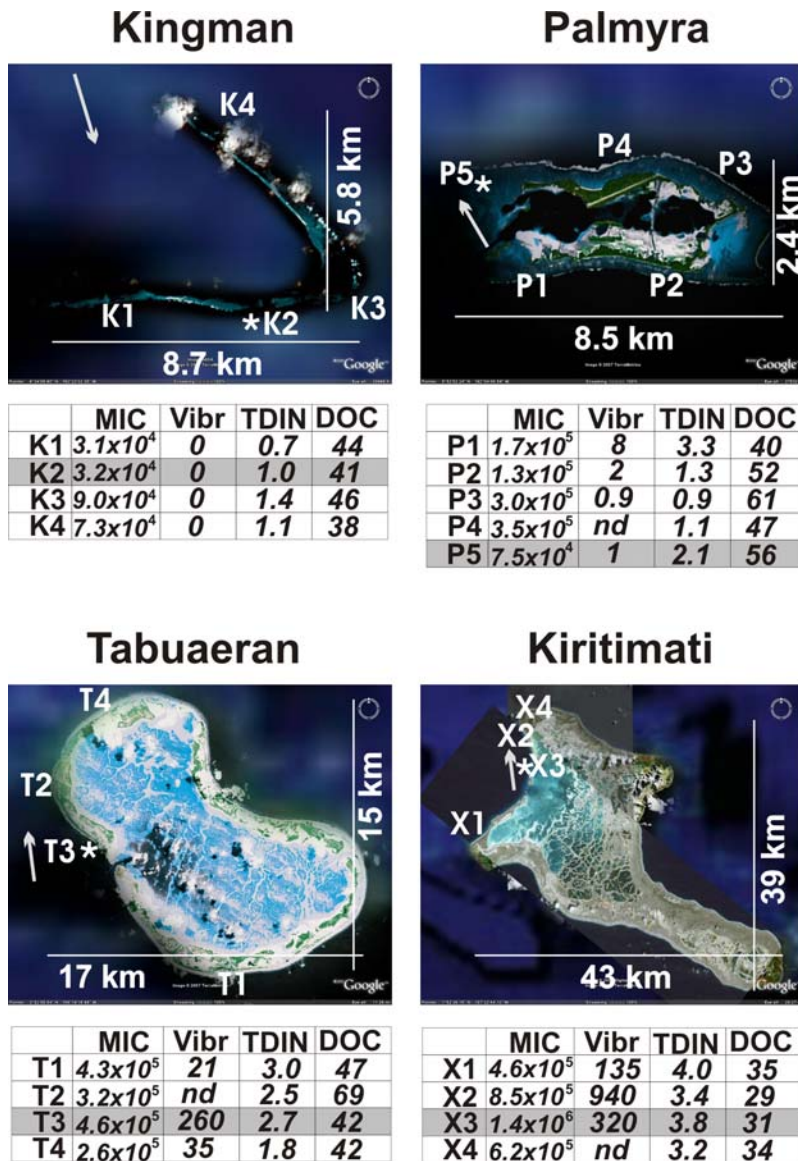 Kingman
K4
5.8 km
K1
*K2
K3
8.7 km
Google
MIC Vibr TDIN DOC
K1 3.1x10⁴ 0 0.7 44
K2 3.2x10⁴ 0 1.0 41
K3 9.0x10⁴ 0 1.4 46
K4 7.3x10⁴ 0 1.1 38
Palmyra
P4
P3
P5*
2.4 km
P1
P2
8.5 km
Google
MIC Vibr TDIN DOC
P1 1.7x10⁵ 8 3.3 40
P2 1.3x10⁵ 2 1.3 52
P3 3.0x10⁵ 0.9 0.9 61
P4 3.5x10⁵ nd 1.1 47
P5 7.5x10⁴ 1 2.1 56
Tabuaeran
T4
T2
15 km
T3*
17 km
T1
Google
MIC Vibr TDIN DOC
T1 4.3x10⁵ 21 3.0 47
T2 3.2x10⁵ nd 2.5 69
T3 4.6x10⁵ 260 2.7 42
T4 2.6x10⁵ 35 1.8 42
Kiritimati
X4
X2
*X3
X1
39 km
43 km
Google
MIC Vibr TDIN DOC
X1 4.6x10⁵ 135 4.0 35
X2 8.5x10⁵ 940 3.4 29
X3 1.4x10⁶ 320 3.8 31
X4 6.2x10⁵ nd 3.2 34